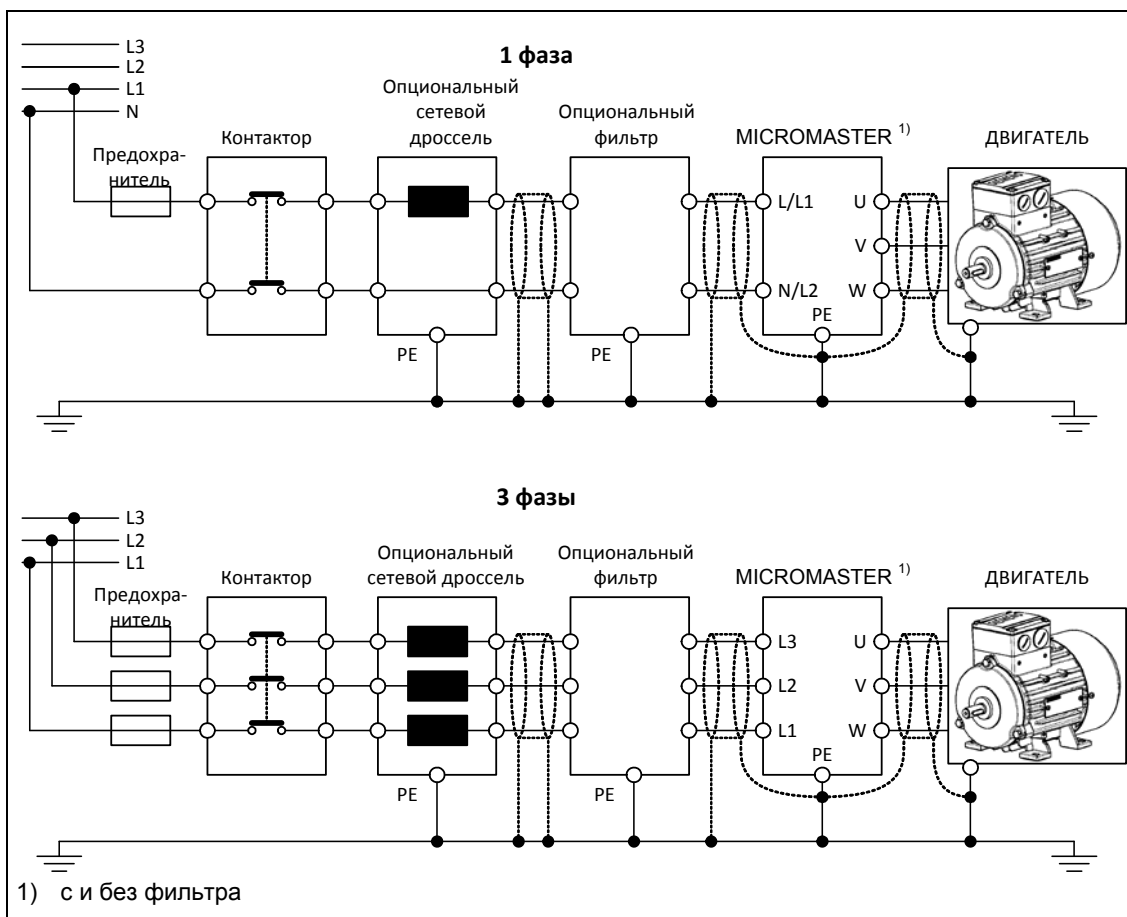 L3
1 фаза
L2
L1
N
Опциональный
сетевой
дроссель
Опциональный
фильтр
Контактор
MICROMASTER 1)
ДВИГАТЕЛЬ
Предохра-
нитель
L/L1
U
V
N/L2
W
PE
PE
PE
3 фазы
L3
L2
L1
Опциональный
сетевой дроссель
Опциональный
фильтр
Контактор
MICROMASTER 1)
ДВИГАТЕЛЬ
Предохра-
нитель
L3
U
L2
V
L1
W
PE
PE
PE
1) с и без фильтра